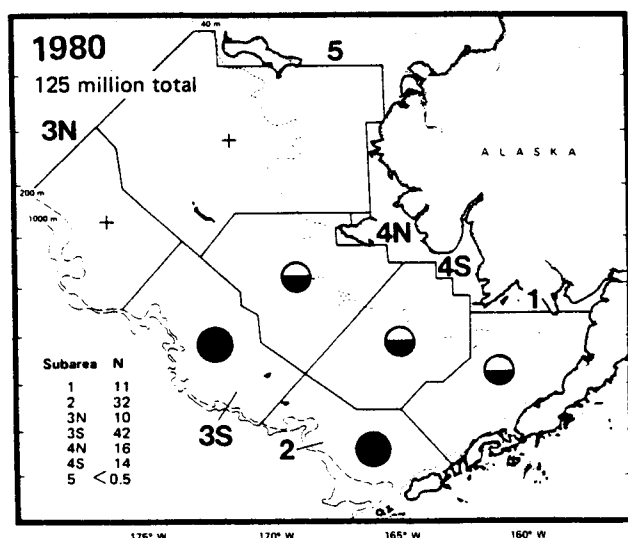 40 m
1980
5
125 million total
3N
ALASKA
200 m
1000 m
4N
4S
1
Subarea N
1 11
2 32
3N 10
3S 42
4N 16
4S 14
5 <0.5
3S
2
175° W 170° W 165° W 160° W